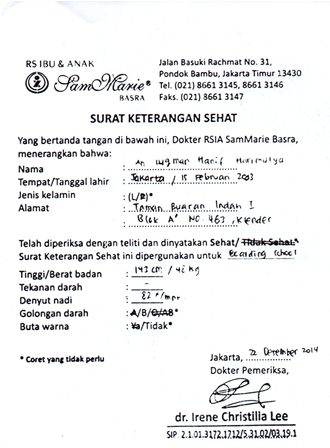 RS IBU & ANAK
SamMarie®
BASRA
Jalan Basuki Rachmat No. 31,
Pondok Bambu, Jakarta Timur 13430
Tel. (021) 8661 3145, 8661 3146
Faks. (021) 8661 3147
SURAT KETERANGAN SEHAT
Yang bertanda tangan di bawah ini, Dokter RSIA SamMarie Basra,
menerangkan bahwa:
Nama : An Luqman Hanif
Tempat/Tanggal lahir : Jakarta / 15 Februari 2003
Jenis kelamin : (L/P)*
Alamat : Taman Buaran Indah I
Blok A No. 463, Klender
Telah diperiksa dengan teliti dan dinyatakan Sehat/ Tidak Sehat.*
Surat Keterangan Sehat ini dipergunakan untuk Boarding School
Tinggi/Berat badan : 143 cm / 42 kg
Tekanan darah : -
Denyut nadi : 82 x/mnt
Golongan darah : A/B/O/AB*
Buta warna : Ya/Tidak*
* Coret yang tidak perlu
Jakarta, 22 Desember 2014
Dokter Pemeriksa,
dr. Irene Christilia Lee
SIP: 2.1.01.3172.1712/5.31.02/03.19.1